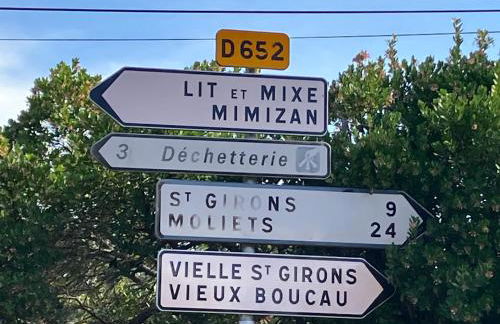 D652
LIT ET MIXE
MIMIZAN
3 Déchetterie
ST GIRONS 9
MOLIETS 24
VIELLE ST GIRONS
VIEUX BOUCAU